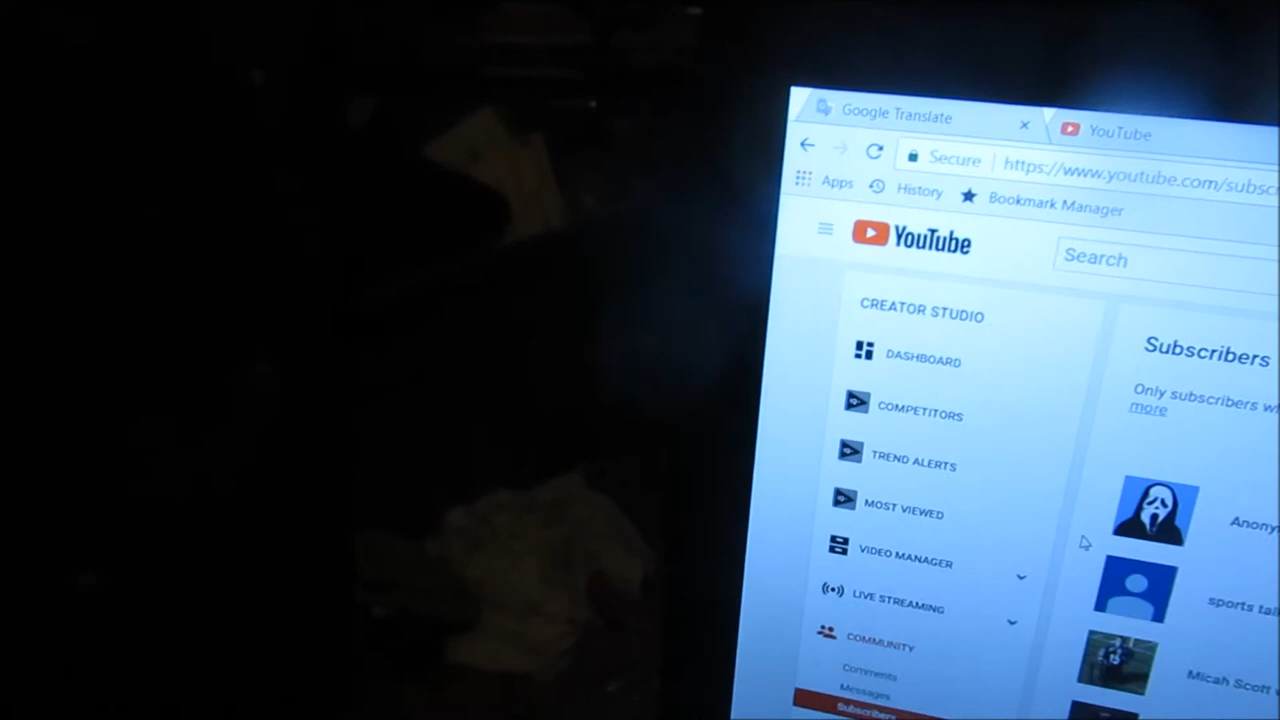 Google Translate
YouTube
Secure https://www.youtube.com/subsc
Apps History Bookmark Manager
YouTube
Search
CREATOR STUDIO
DASHBOARD
COMPETITORS
TREND ALERTS
MOST VIEWED
VIDEO MANAGER
LIVE STREAMING
COMMUNITY
Comments
Messages
Subscribers
Subscribers
Only subscribers w
more
Anony
sports tal
Micah Scott